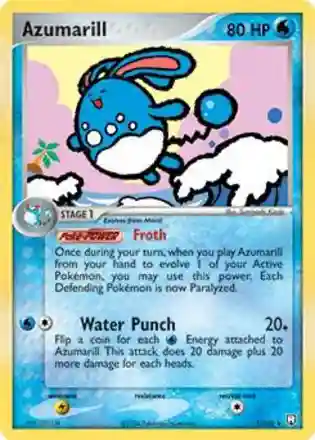 Azumarill 80 HP
STAGE 1
Evolves from Marill
POKé-POWER Froth
Once during your turn, when you play Azumarill
from your hand to evolve 1 of your Active
Pokémon, you may use this power. Each
Defending Pokémon is now Paralyzed.
Water Punch 20+
Flip a coin for each Energy attached to
Azumarill. This attack does 20 damage plus 20
more damage for each heads.
weakness resistance retreat cost